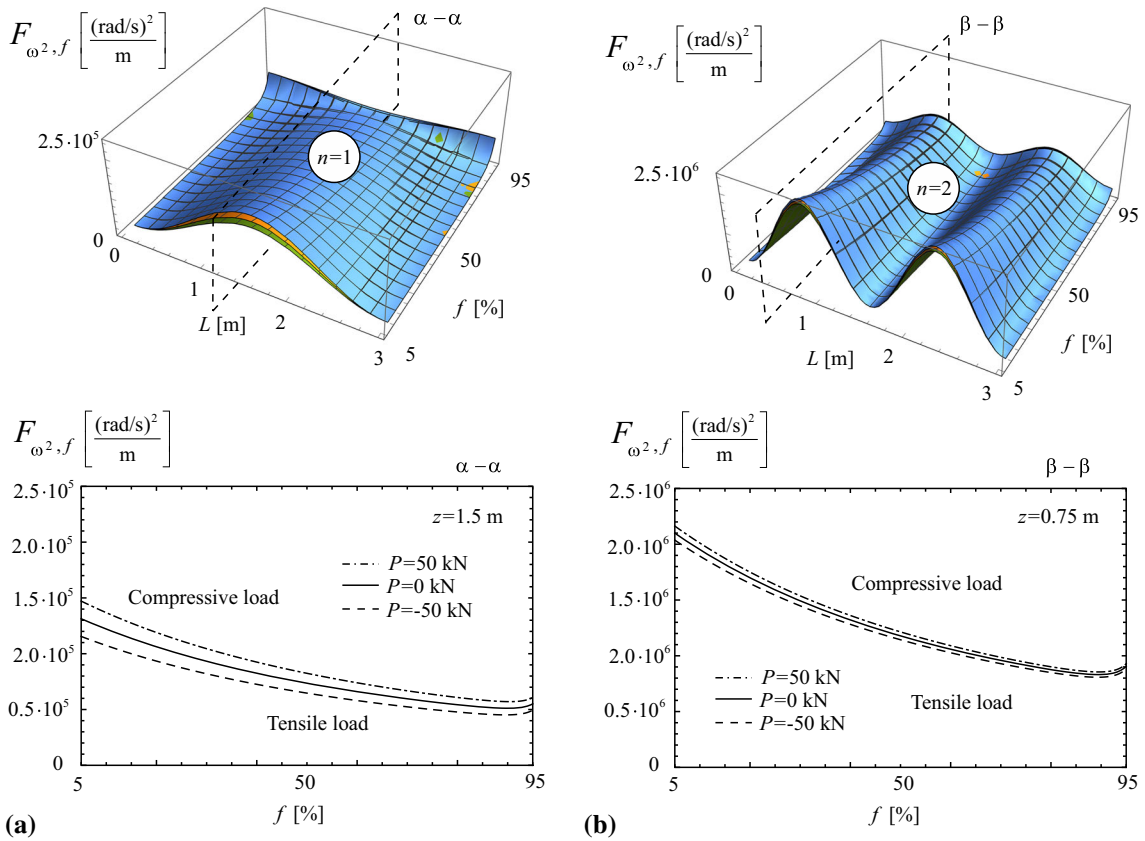 F ω², f [(rad/s)² / m]
α – α
2.5·10⁵
0
1
2
3
L [m]
5
50
95
f [%]
n=1
F ω², f [(rad/s)² / m]
β – β
2.5·10⁶
0
0
1
2
3
L [m]
5
50
95
f [%]
n=2
F ω², f [(rad/s)² / m]
α – α
2.5·10⁵
2.0·10⁵
1.5·10⁵
2.0·10⁵
0.5·10⁵
0
z=1.5 m
P=50 kN
P=0 kN
P=-50 kN
Compressive load
Tensile load
5
50
95
f [%]
(a)
F ω², f [(rad/s)² / m]
β – β
2.5·10⁶
2.0·10⁶
1.5·10⁶
2.0·10⁶
0.5·10⁶
0
z=0.75 m
Compressive load
P=50 kN
P=0 kN
P=-50 kN
Tensile load
5
50
95
f [%]
(b)